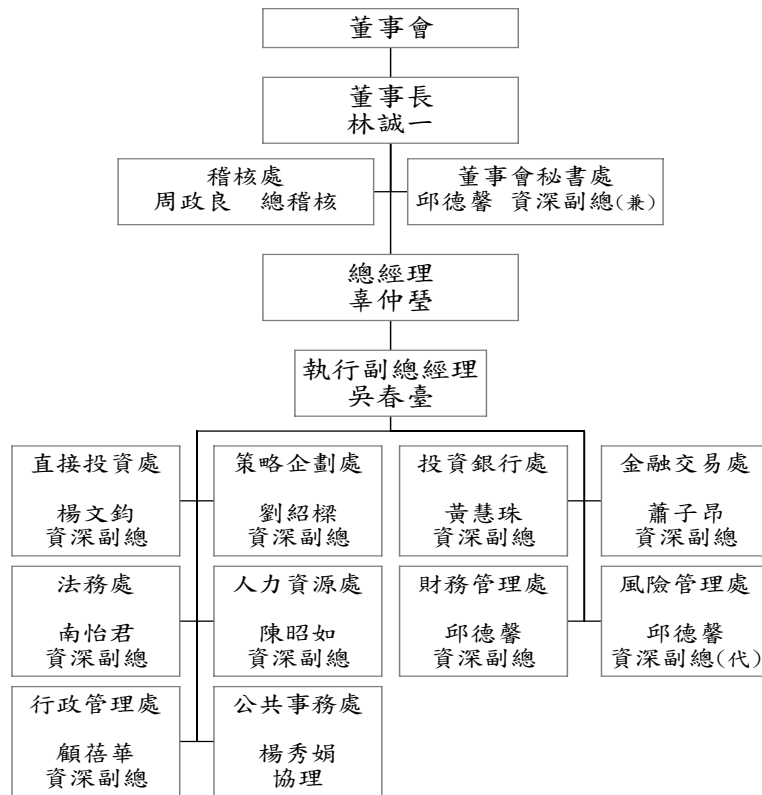 董事會
董事長
林誠一
稽核處
周政良 總稽核
董事會秘書處
邱德馨 資深副總(兼)
總經理
辜仲瑩
執行副總經理
吳春臺
直接投資處
楊文鈞
資深副總
策略企劃處
劉紹樑
資深副總
投資銀行處
黃慧珠
資深副總
金融交易處
蕭子昂
資深副總
法務處
南怡君
資深副總
人力資源處
陳昭如
資深副總
財務管理處
邱德馨
資深副總
風險管理處
邱德馨
資深副總(代)
行政管理處
顧蓓華
資深副總
公共事務處
楊秀娟
協理